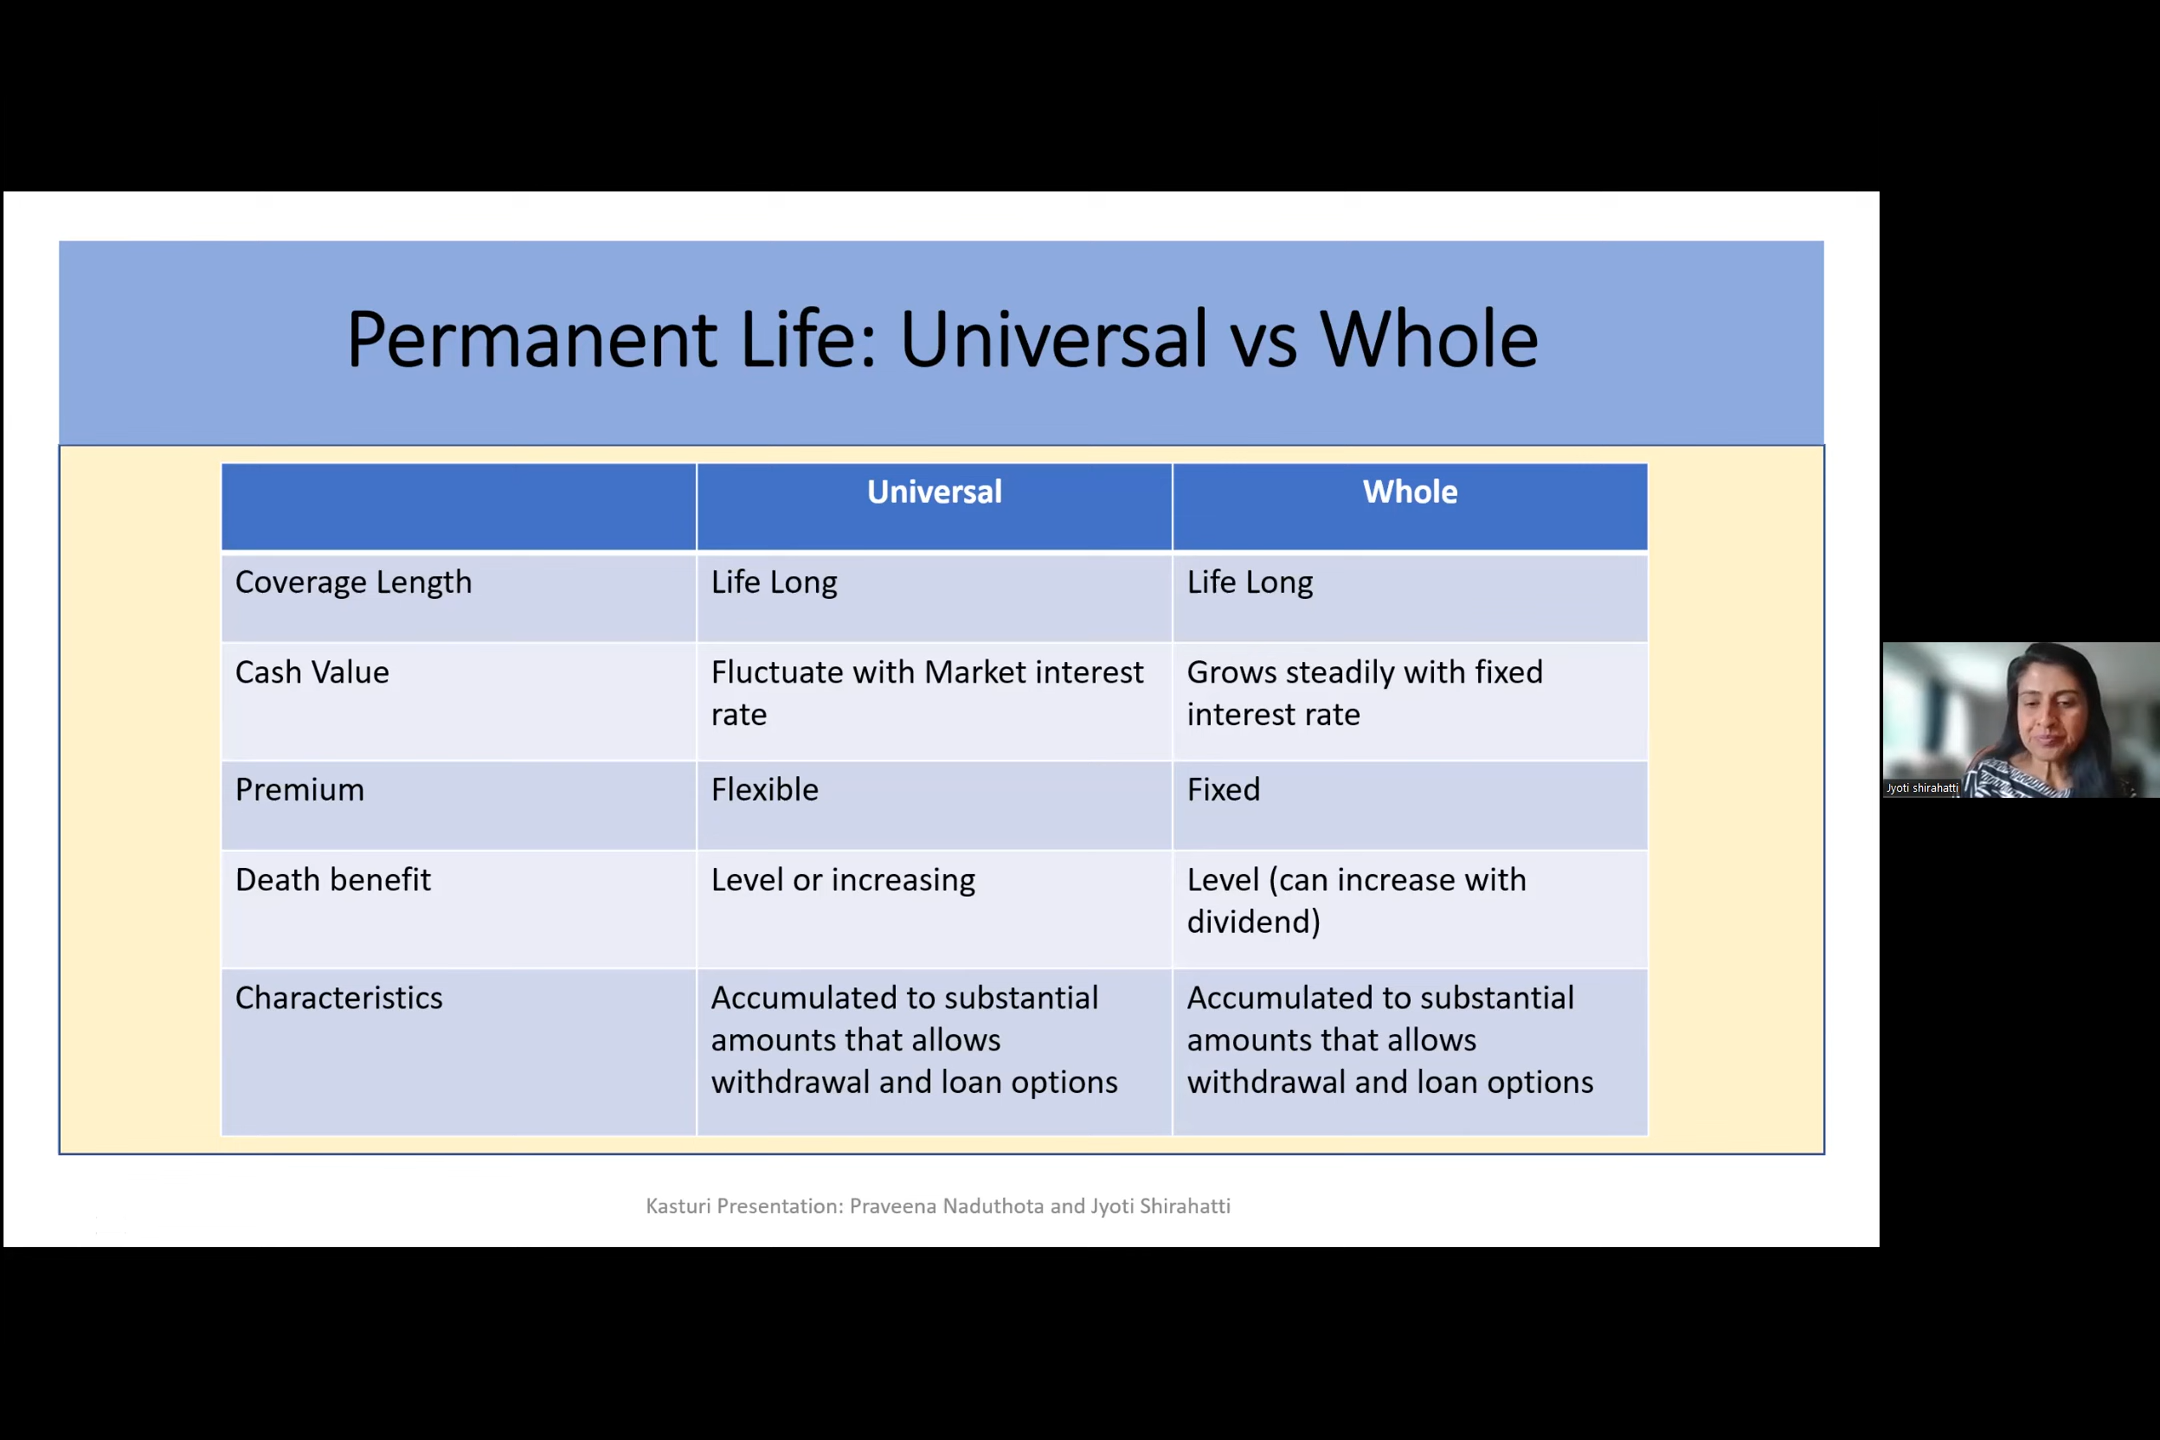 Permanent Life: Universal vs Whole
Universal
Whole
Coverage Length
Life Long
Life Long
Cash Value
Fluctuate with Market interest
rate
Grows steadily with fixed
interest rate
Premium
Flexible
Fixed
Death benefit
Level or increasing
Level (can increase with
dividend)
Characteristics
Accumulated to substantial
amounts that allows
withdrawal and loan options
Accumulated to substantial
amounts that allows
withdrawal and loan options
Kasturi Presentation: Praveena Naduthota and Jyoti Shirahatti
Jyoti shirahatti